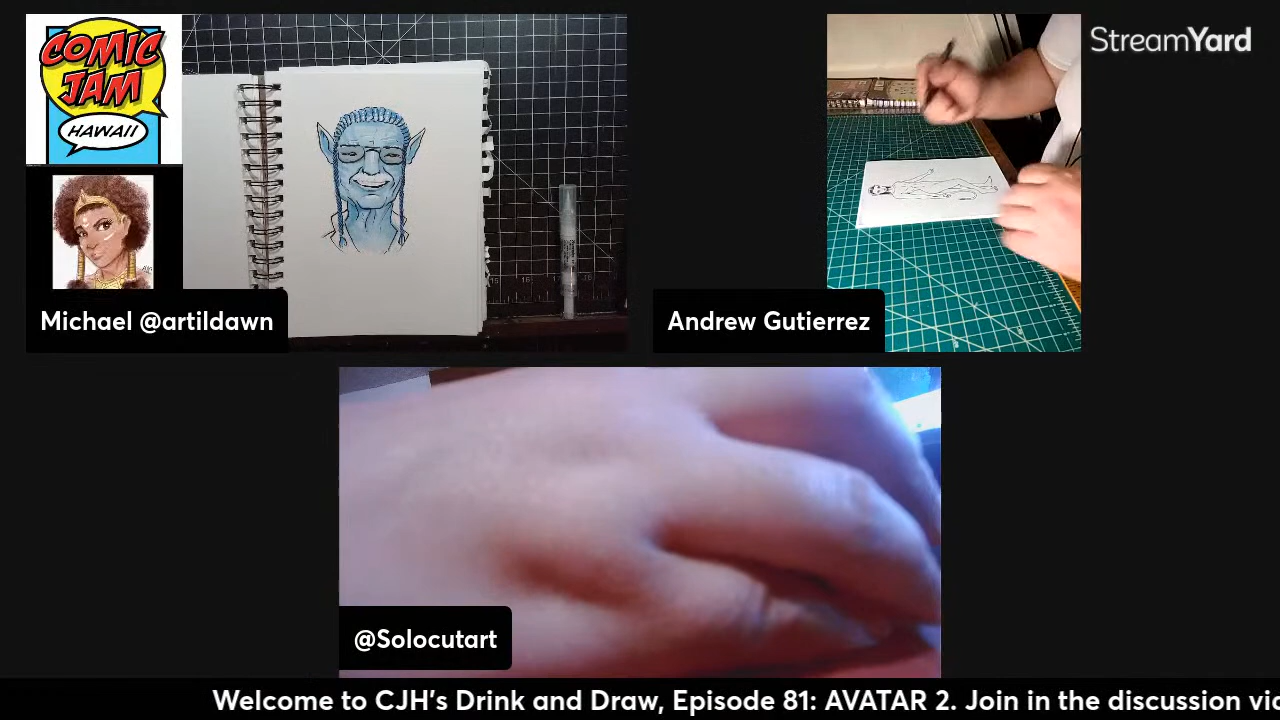 COMIC
JAM
HAWAII
StreamYard
Michael @artildawn
Andrew Gutierrez
@Solocutart
Welcome to CJH's Drink and Draw, Episode 81: AVATAR 2. Join in the discussion